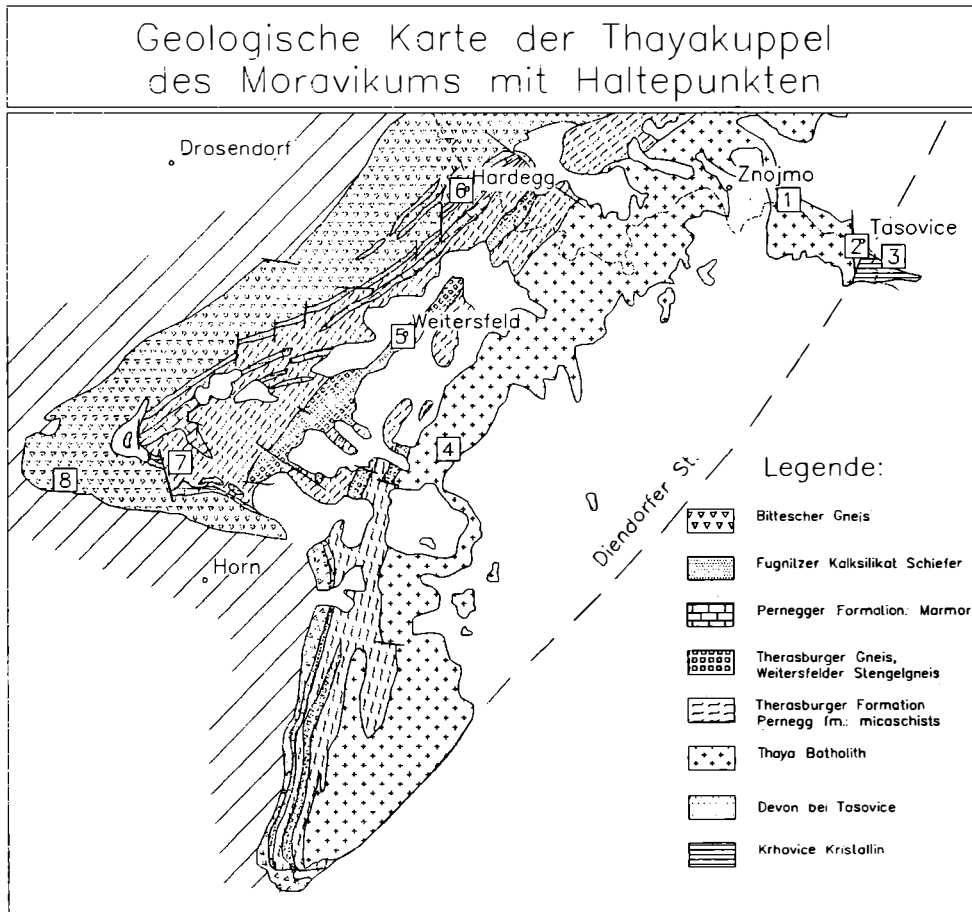 Geologische Karte der Thayakuppel
des Moravikums mit Haltepunkten
Drosendorf
6
Hardegg
Znojmo
1
Tasovice
2
3
5
Weitersfeld
4
7
8
Horn
Diendorfer St.
Legende:
Bittescher Gneis
Fugnitzer Kalksilikat Schiefer
Pernegger Formation: Marmor
Therasburger Gneis,
Weitersfelder Stengelgneis
Therasburger Formation
Pernegg fm.: micaschists
Thaya Batholith
Devon bei Tasovice
Krhovice Kristallin